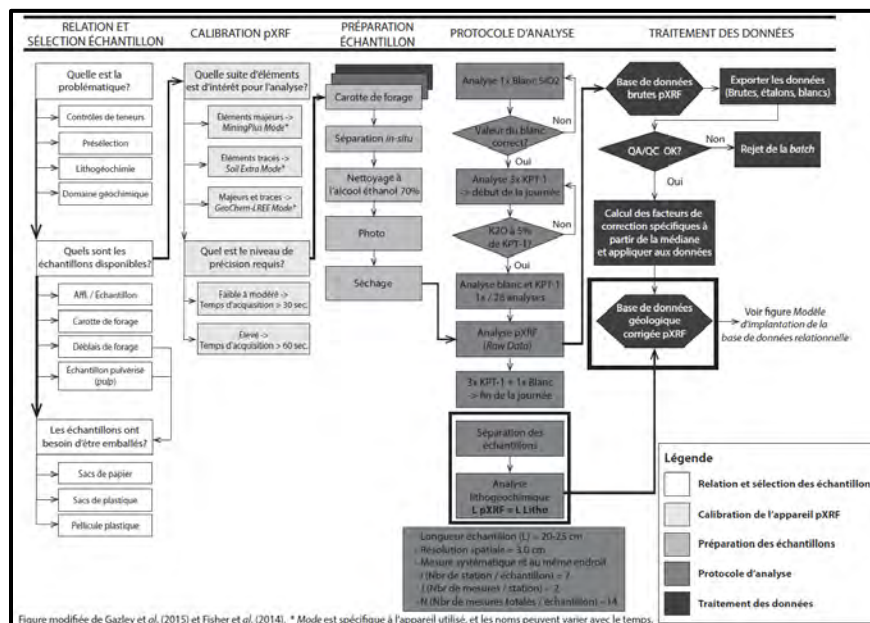 RELATION ET
SÉLECTION ÉCHANTILLON
Quelle est la
problématique?
Contrôles de teneurs
Présélection
Lithogéochimie
Domaine géochimique
Quels sont les
échantillons disponibles?
Affl. / Échantillon
Carotte de forage
Déblais de forage
Échantillon pulvérisé
(pulp)
Les échantillons ont
besoin d'être emballés?
Sacs de papier
Sacs de plastique
Pellicule plastique
CALIBRATION pXRF
Quelle suite d'éléments
est d'intérêt pour l'analyse?
Éléments majeurs ->
MiningPlus Mode*
Éléments traces ->
Soil Extra Mode*
Majeurs et traces ->
GeoChem-LREE Mode*
Quel est le niveau de
précision requis?
Faible à modéré ->
Temps d'acquisition > 30 sec.
Élevé ->
Temps d'acquisition > 60 sec.
PRÉPARATION
ÉCHANTILLON
Carotte de forage
Séparation in-situ
Nettoyage à
l'alcool éthanol 70%
Photo
Séchage
PROTOCOLE D'ANALYSE
Analyse 1x Blanc SiO2
Valeur du blanc
correct?
Non
Oui
Analyse 3x KPT-1
-> début de la journée
K2O à 5%
de KPT-1?
Non
Oui
Analyse blanc et KPT-1
1x / 20 analyses
Analyse pXRF
(Raw Data)
3x KPT-1 + 1x Blanc
-> fin de la journée
Séparation des
échantillons
Analyse
lithogéochimique
L pXRF = L Litho
- Longueur échantillon (L) = 20-25 cm
- Résolution spatiale = 3.0 cm
- Mesure systématique et au même endroit
(Nbr de station / échantillon) = 7
(Nbr de mesures / station) = 2
- N (Nbr de mesures totales / échantillon) = 14
TRAITEMENT DES DONNÉES
Base de données
brutes pXRF
Exporter les données
(Brutes, étalons, blancs)
QA/QC OK?
Non
Rejet de la batch
Oui
Calcul des facteurs de
correction spécifiques à
partir de la médiane
et appliquer aux données
Base de données
géologique
corrigée pXRF
Voir figure Modèle
d'implantation de la
base de données relationnelle
Légende
Relation et sélection des échantillon
Calibration de l'appareil pXRF
Préparation des échantillons
Protocole d'analyse
Traitement des données
Figure modifiée de Gazley et al. (2015) et Fisher et al. (2014). * Mode est spécifique à l'appareil utilisé, et les noms peuvent varier avec le temps.